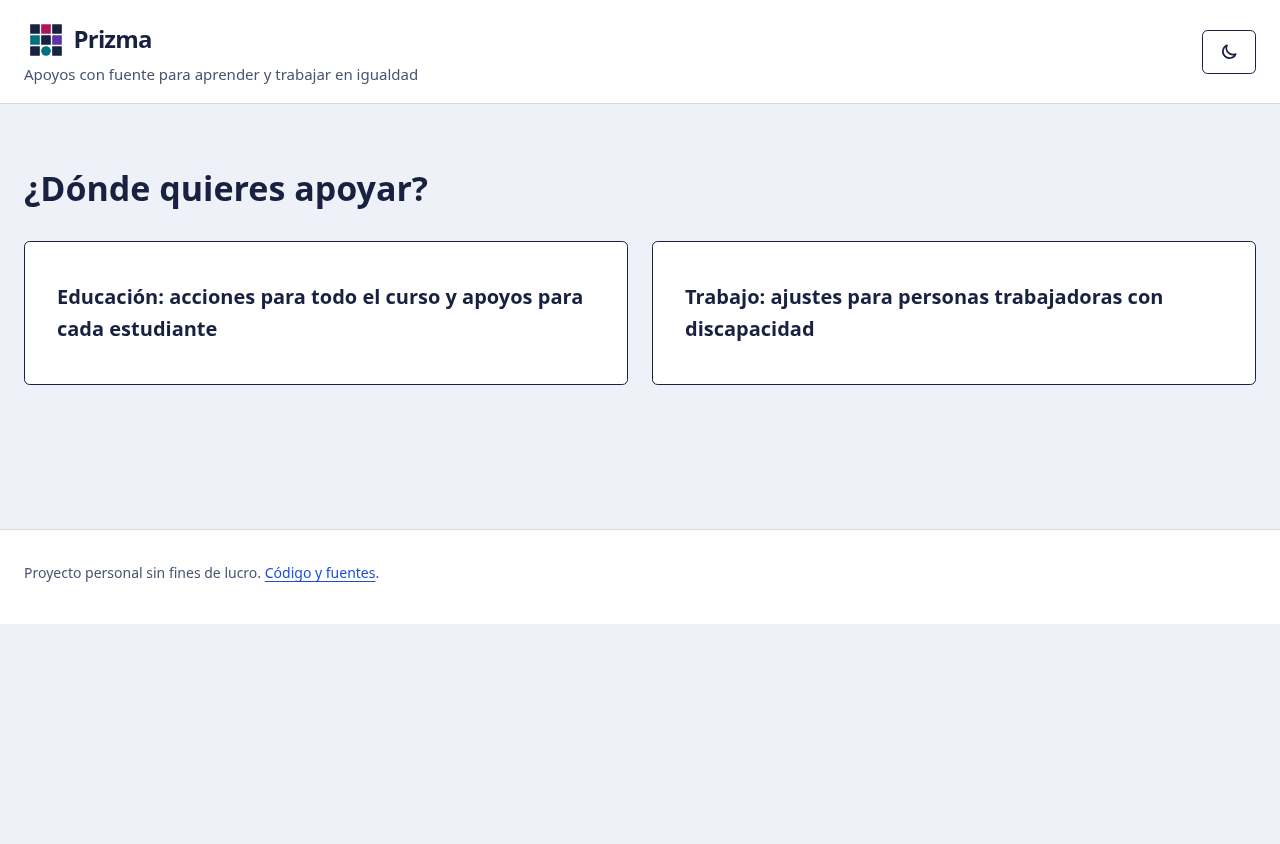 Prizma
Apoyos con fuente para aprender y trabajar en igualdad
¿Dónde quieres apoyar?
Educación: acciones para todo el curso y apoyos para
cada estudiante
Trabajo: ajustes para personas trabajadoras con
discapacidad
Proyecto personal sin fines de lucro. Código y fuentes.